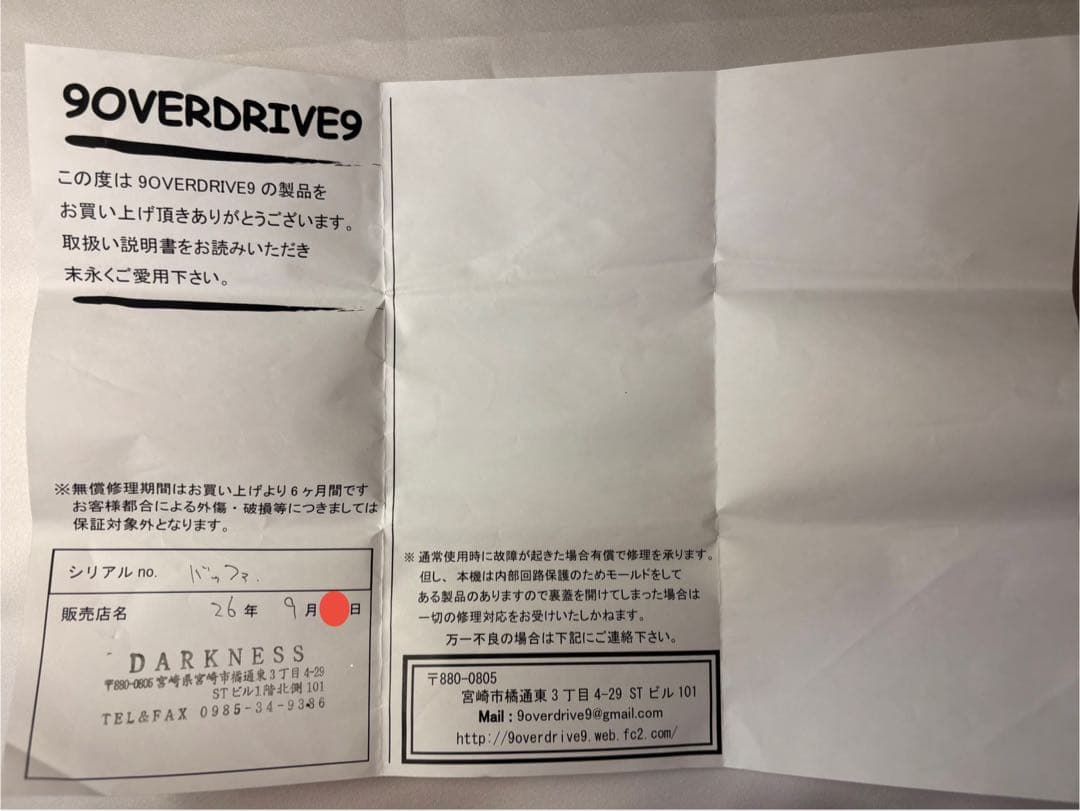 9OVERDRIVE9
この度は 9OVERDRIVE9 の製品を
お買い上げ頂きありがとうございます。
取扱い説明書をお読みいただき
末永くご愛用下さい。
※無償修理期間はお買い上げより6ヶ月間です
お客様都合による外傷・破損等につきましては
保証対象外となります。
シリアルno. バッファ.
販売店名 26年 9月 日
DARKNESS
〒880-0805 宮崎県宮崎市橘通東3丁目4-29
STビル1階北側101
TEL&FAX 0985-34-9386
※ 通常使用時に故障が起きた場合有償で修理を承ります。
但し、本機は内部回路保護のためモールドをして
ある製品のありますので裏蓋を開けてしまった場合は
一切の修理対応をお受けいたしかねます。
万一不良の場合は下記にご連絡下さい。
〒880-0805
宮崎市橘通東3丁目4-29 STビル101
Mail : 9overdrive9@gmail.com
http://9overdrive9.web.fc2.com/